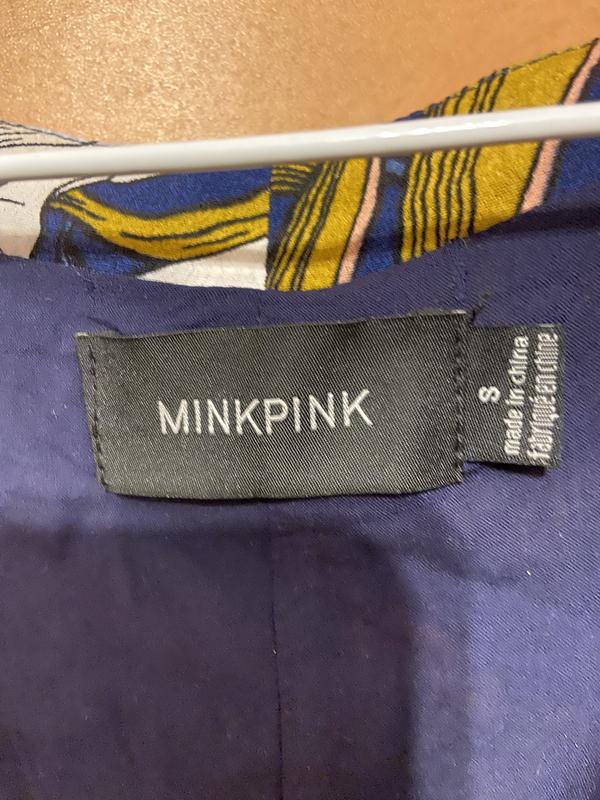 MINKPINK
S
made in china
fabriqué en chine